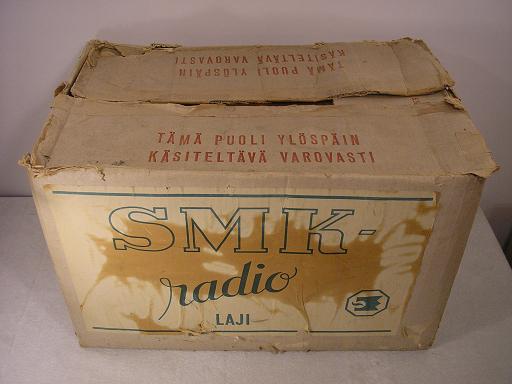 TÄMÄ PUOLI YLÖSPÄIN
KÄSITELTÄVÄ VAROVASTI
TÄMÄ PUOLI YLÖSPÄIN
KÄSITELTÄVÄ VAROVASTI
SMK-
radio
LAJI